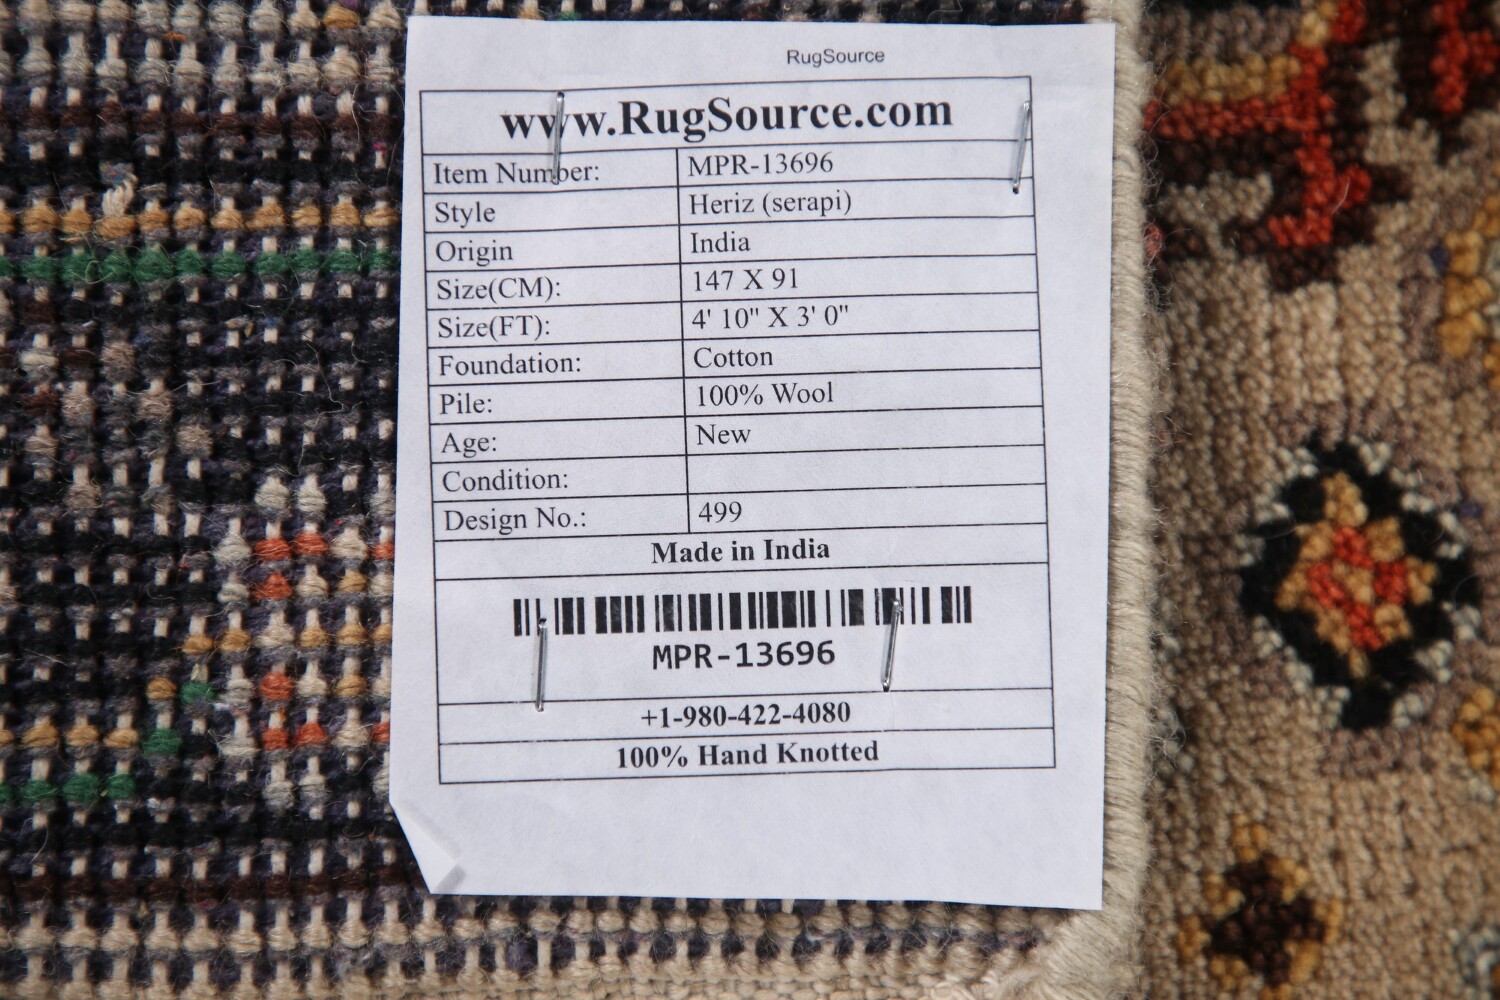 RugSource
www.RugSource.com
Item Number: MPR-13696
Style Heriz (serapi)
Origin India
Size(CM): 147 X 91
Size(FT): 4' 10" X 3' 0"
Foundation: Cotton
Pile: 100% Wool
Age: New
Condition:
Design No.: 499
Made in India
MPR-13696
+1-980-422-4080
100% Hand Knotted